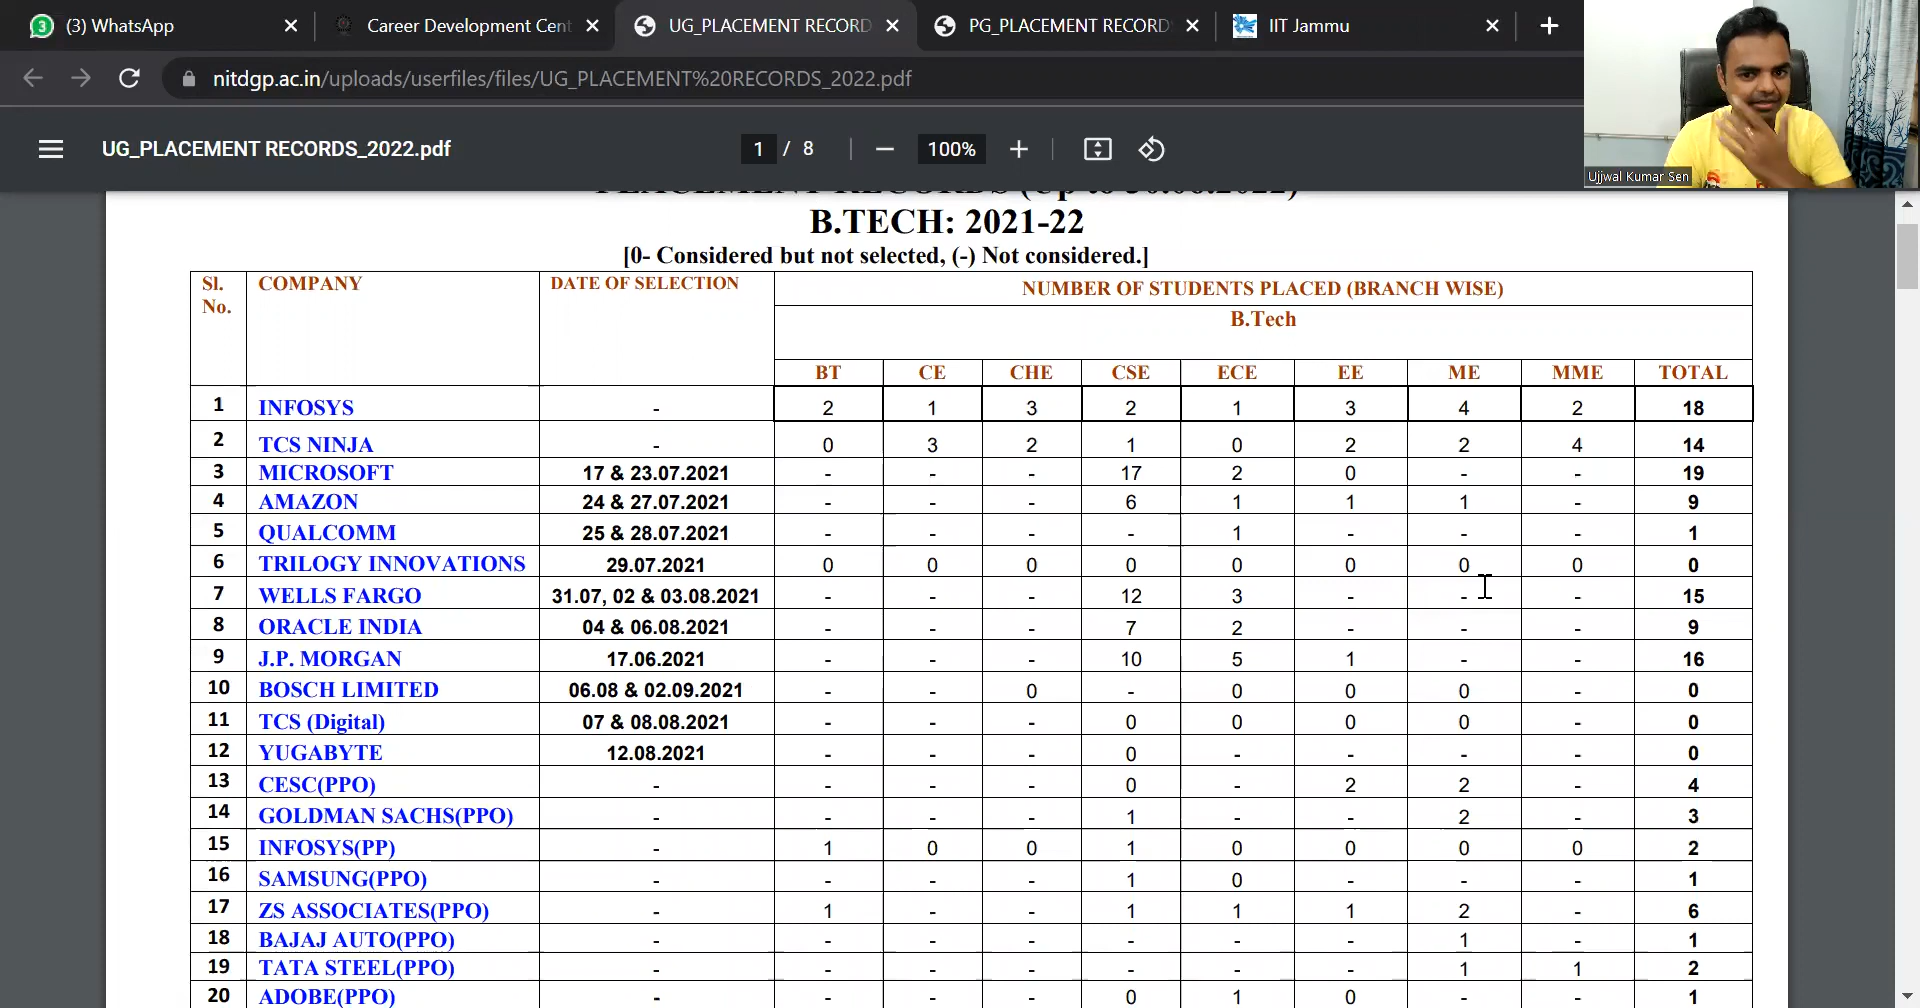 (3) WhatsApp
Career Development Cent
UG_PLACEMENT RECORD
PG_PLACEMENT RECORD
IIT Jammu
nitdgp.ac.in/uploads/userfiles/files/UG_PLACEMENT%20RECORDS_2022.pdf
UG_PLACEMENT RECORDS_2022.pdf
1 / 8
100%
Ujjwal Kumar Sen
B.TECH: 2021-22
[0- Considered but not selected, (-) Not considered.]
Sl. No. COMPANY DATE OF SELECTION NUMBER OF STUDENTS PLACED (BRANCH WISE)
B.Tech
BT CE CHE CSE ECE EE ME MME TOTAL
1 INFOSYS - 2 1 3 2 1 3 4 2 18
2 TCS NINJA - 0 3 2 1 0 2 2 4 14
3 MICROSOFT 17 & 23.07.2021 - - - 17 2 0 - - 19
4 AMAZON 24 & 27.07.2021 - - - 6 1 1 1 - 9
5 QUALCOMM 25 & 28.07.2021 - - - - 1 - - - 1
6 TRILOGY INNOVATIONS 29.07.2021 0 0 0 0 0 0 0 0 0
7 WELLS FARGO 31.07, 02 & 03.08.2021 - - - 12 3 - - - 15
8 ORACLE INDIA 04 & 06.08.2021 - - - 7 2 - - - 9
9 J.P. MORGAN 17.06.2021 - - - 10 5 1 - - 16
10 BOSCH LIMITED 06.08 & 02.09.2021 - - 0 - 0 0 0 - 0
11 TCS (Digital) 07 & 08.08.2021 - - - 0 0 0 0 - 0
12 YUGABYTE 12.08.2021 - - - 0 - - - - 0
13 CESC(PPO) - - - - 0 - 2 2 - 4
14 GOLDMAN SACHS(PPO) - - - - 1 - - 2 - 3
15 INFOSYS(PP) - 1 0 0 1 0 0 0 0 2
16 SAMSUNG(PPO) - - - - 1 0 - - - 1
17 ZS ASSOCIATES(PPO) - 1 - - 1 1 1 2 - 6
18 BAJAJ AUTO(PPO) - - - - - - - 1 - 1
19 TATA STEEL(PPO) - - - - - - - 1 1 2
20 ADOBE(PPO) - - - - 0 1 0 - - 1